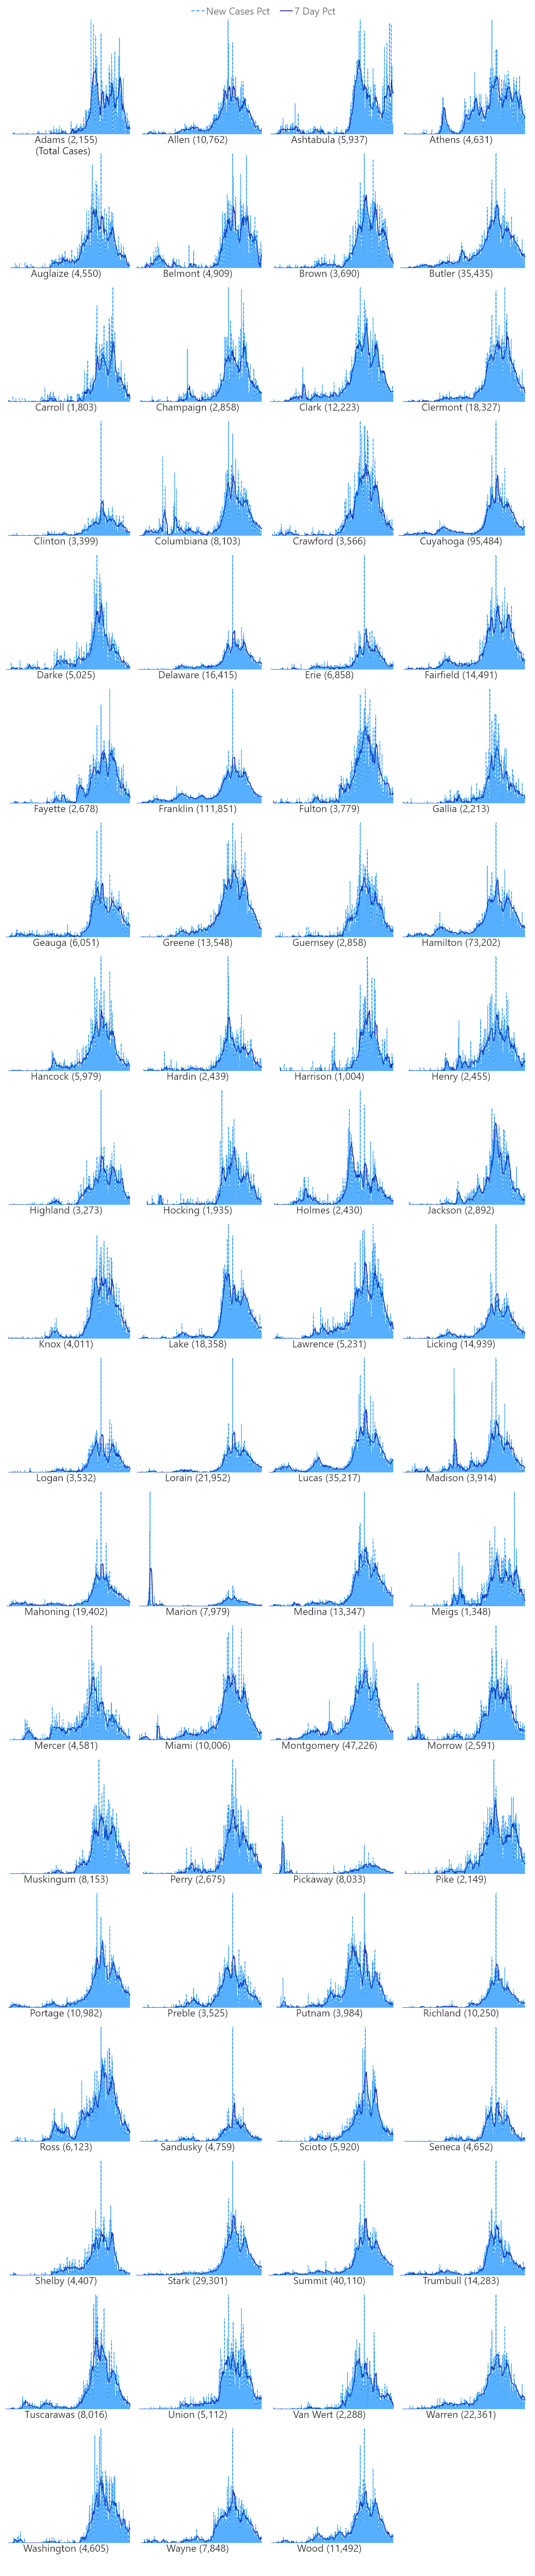 New Cases Pct 7 Day Pct
Adams (2,155) Allen (10,762) Ashtabula (5,937) Athens (4,631)
(Total Cases)
Auglaize (4,550) Belmont (4,909) Brown (3,690) Butler (35,435)
Carroll (1,803) Champaign (2,858) Clark (12,223) Clermont (18,327)
Clinton (3,399) Columbiana (8,103) Crawford (3,566) Cuyahoga (95,484)
Darke (5,025) Delaware (16,415) Erie (6,858) Fairfield (14,491)
Fayette (2,678) Franklin (111,851) Fulton (3,779) Gallia (2,213)
Geauga (6,051) Greene (13,548) Guernsey (2,858) Hamilton (73,202)
Hancock (5,979) Hardin (2,439) Harrison (1,004) Henry (2,455)
Highland (3,273) Hocking (1,935) Holmes (2,430) Jackson (2,892)
Knox (4,011) Lake (18,358) Lawrence (5,231) Licking (14,939)
Logan (3,532) Lorain (21,952) Lucas (35,217) Madison (3,914)
Mahoning (19,402) Marion (7,979) Medina (13,347) Meigs (1,348)
Mercer (4,581) Miami (10,006) Montgomery (47,226) Morrow (2,591)
Muskingum (8,153) Perry (2,675) Pickaway (8,033) Pike (2,149)
Portage (10,982) Preble (3,525) Putnam (3,984) Richland (10,250)
Ross (6,123) Sandusky (4,759) Scioto (5,920) Seneca (4,652)
Shelby (4,407) Stark (29,301) Summit (40,110) Trumbull (14,283)
Tuscarawas (8,016) Union (5,112) Van Wert (2,288) Warren (22,361)
Washington (4,605) Wayne (7,848) Wood (11,492)